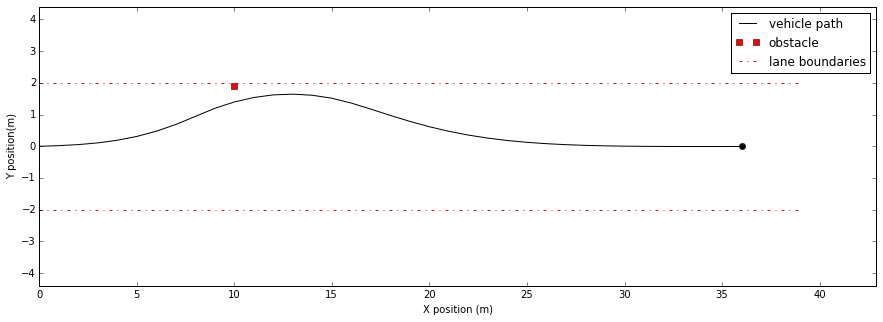 vehicle path
obstacle
lane boundaries
4
3
2
1
0
−1
−2
−3
−4
Y position(m)
0 5 10 15 20 25 30 35 40
X position (m)